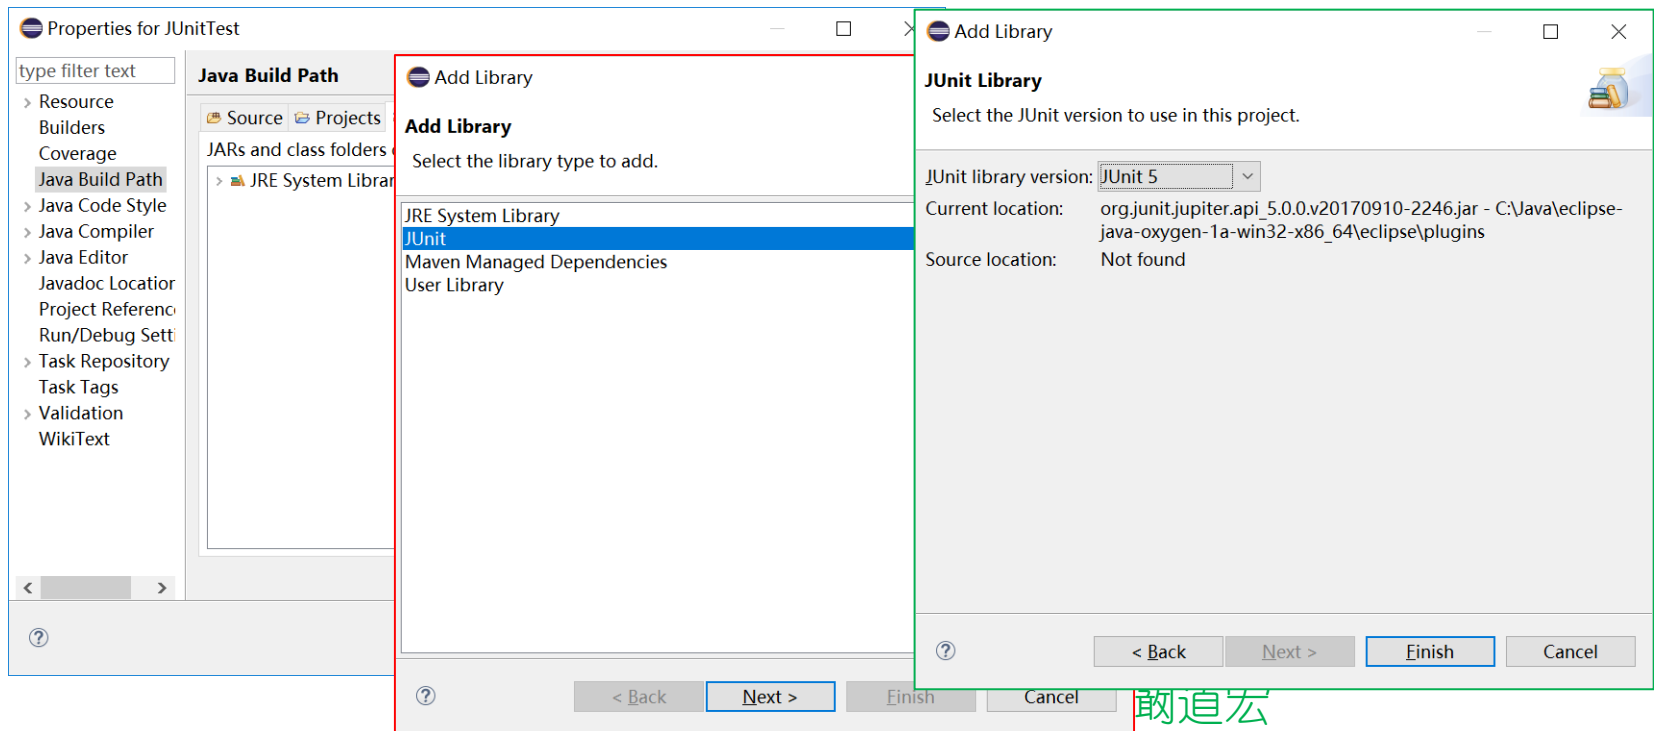 Properties for JUnitTest
type filter text
Resource
Builders
Coverage
Java Build Path
Java Code Style
Java Compiler
Java Editor
Javadoc Location
Project Referenc
Run/Debug Setti
Task Repository
Task Tags
Validation
WikiText
Java Build Path
Source
Projects
JARs and class folders
JRE System Librar
Add Library
Add Library
Select the library type to add.
JRE System Library
JUnit
Maven Managed Dependencies
User Library
< Back
Next >
Finish
Cancel
Add Library
JUnit Library
Select the JUnit version to use in this project.
JUnit library version: JUnit 5
Current location: org.junit.jupiter.api_5.0.0.v20170910-2246.jar - C:\Java\eclipse-
java-oxygen-1a-win32-x86_64\eclipse\plugins
Source location: Not found
< Back
Next >
Finish
Cancel
道宏